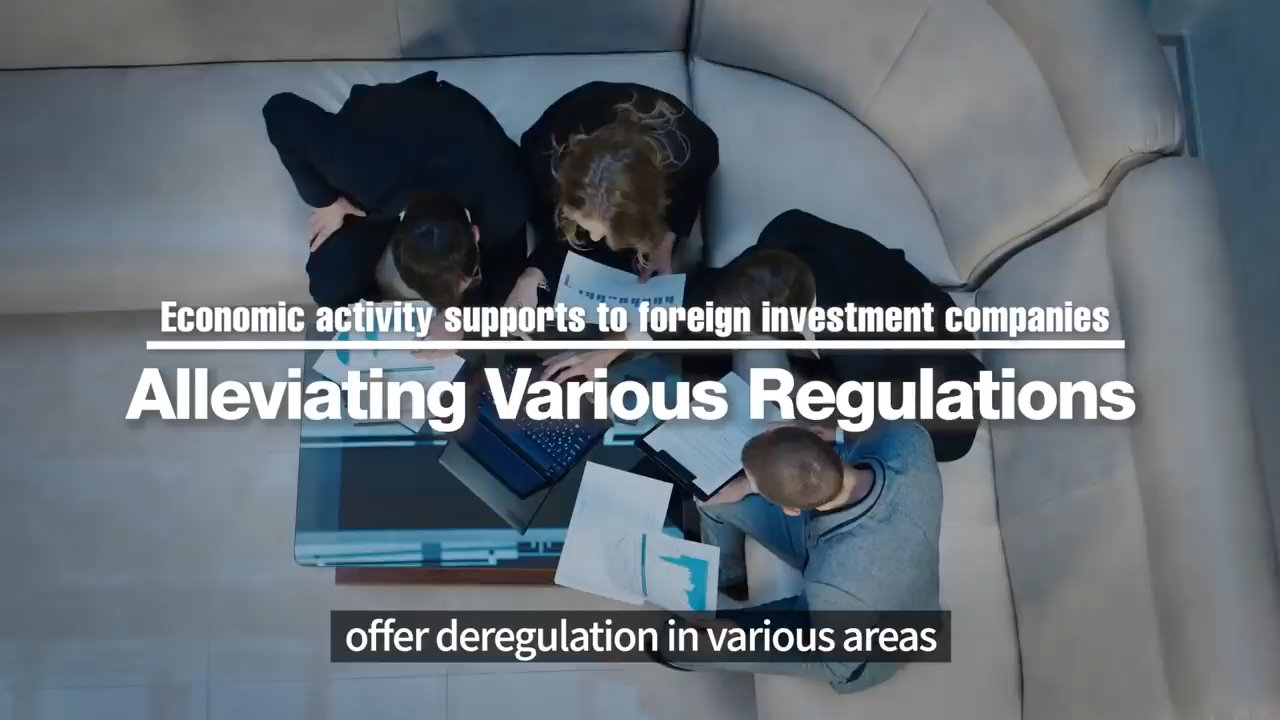 Economic activity supports to foreign investment companies
Alleviating Various Regulations
offer deregulation in various areas